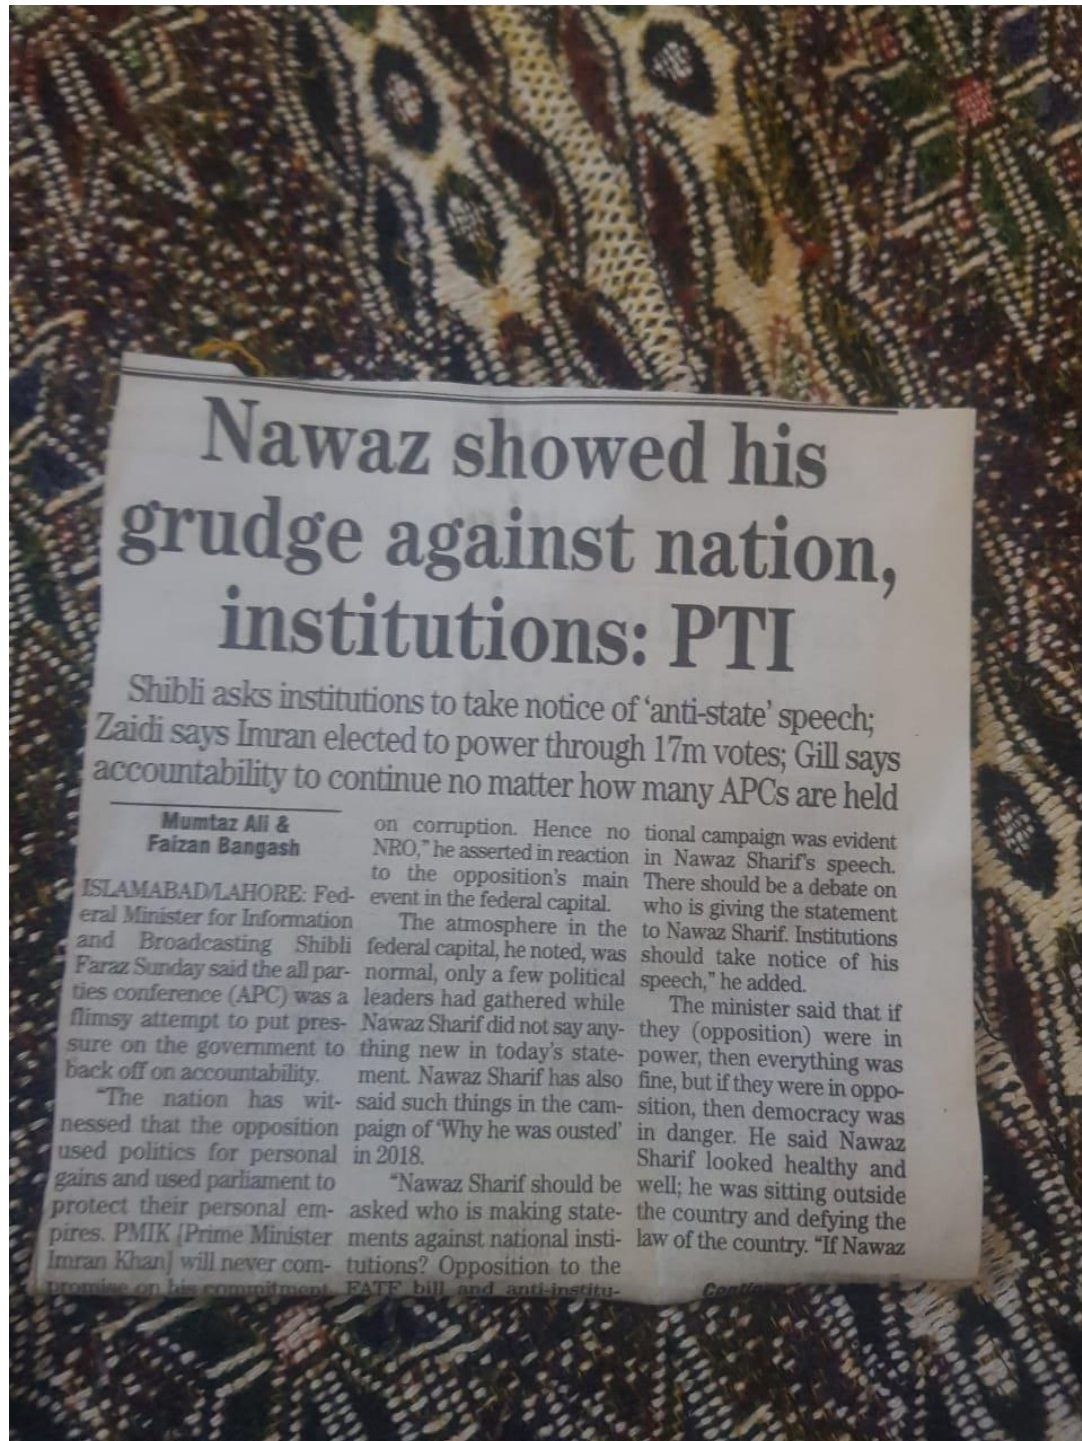 Nawaz showed his
grudge against nation,
institutions: PTI
Shibli asks institutions to take notice of 'anti-state' speech;
Zaidi says Imran elected to power through 17m votes; Gill says
accountability to continue no matter how many APCs are held
Mumtaz Ali &
Faizan Bangash
ISLAMABAD/LAHORE: Fed-
eral Minister for Information
and Broadcasting Shibli
Faraz Sunday said the all par-
ties conference (APC) was a
flimsy attempt to put pres-
sure on the government to
back off on accountability.
"The nation has wit-
nessed that the opposition
used politics for personal
gains and used parliament to
protect their personal em-
pires. PMIK [Prime Minister
Imran Khan] will never com-
promise on his commitment
on corruption. Hence no
NRO," he asserted in reaction
to the opposition's main
event in the federal capital.
The atmosphere in the
federal capital, he noted, was
normal, only a few political
leaders had gathered while
Nawaz Sharif did not say any-
thing new in today's state-
ment. Nawaz Sharif has also
said such things in the cam-
paign of 'Why he was ousted'
in 2018.
"Nawaz Sharif should be
asked who is making state-
ments against national insti-
tutions? Opposition to the
FATF bill and anti-institu-
tional campaign was evident
in Nawaz Sharif's speech.
There should be a debate on
who is giving the statement
to Nawaz Sharif. Institutions
should take notice of his
speech," he added.
The minister said that if
they (opposition) were in
power, then everything was
fine, but if they were in oppo-
sition, then democracy was
in danger. He said Nawaz
Sharif looked healthy and
well; he was sitting outside
the country and defying the
law of the country. "If Nawaz